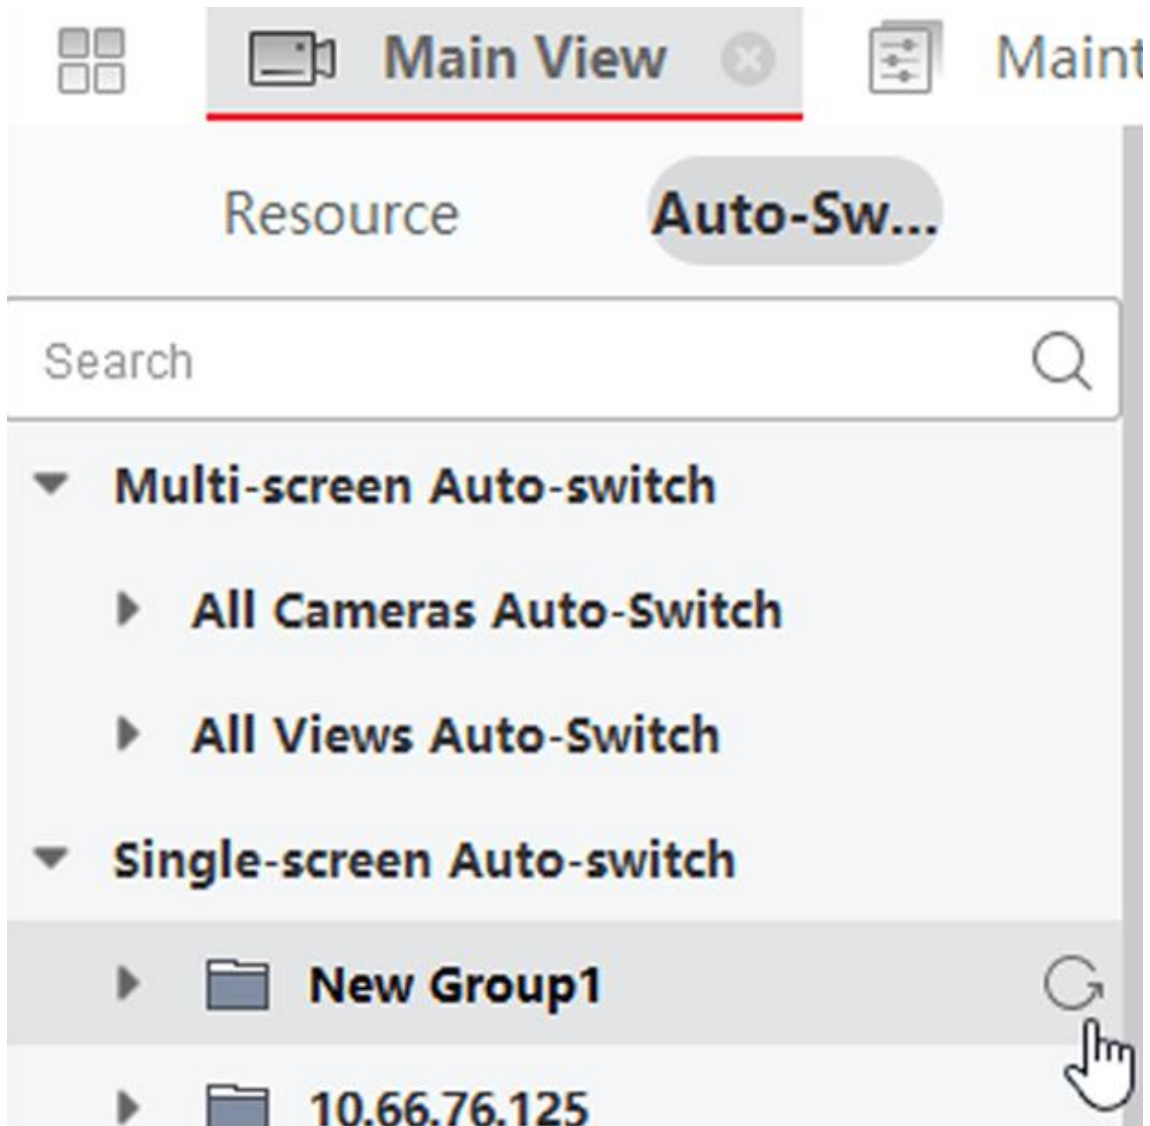 Main View Maint
Resource Auto-Sw...
Search
Multi-screen Auto-switch
All Cameras Auto-Switch
All Views Auto-Switch
Single-screen Auto-switch
New Group1
10.66.76.125